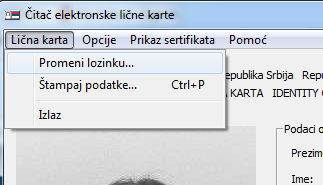 Čitač elektronske lične karte
Lična karta Opcije Prikaz sertifikata Pomoć
Promeni lozinku...
Štampaj podatke... Ctrl+P
Izlaz
epublika Srbija Repu
KARTA IDENTITY C
Podaci o
Prezim
Ime: